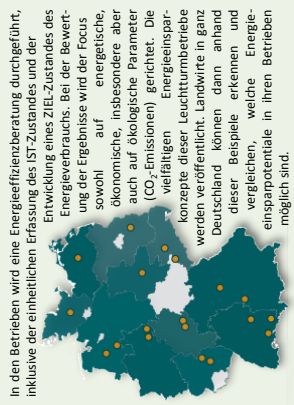 In den Betrieben wird eine Energieeffizienzberatung durchgeführt,
inklusive der einheitlichen Erfassung des IST-Zustandes und der
Entwicklung eines ZIEL-Zustandes des
Energieverbrauchs. Bei der Bewert-
ung der Ergebnisse wird der Focus
sowohl auf energetische,
ökonomische, insbesondere aber
auch auf ökologische Parameter
(CO₂-Emissionen) gerichtet. Die
vielfältigen Energieeinspar-
konzepte dieser Leuchtturmbetriebe
werden veröffentlicht. Landwirte in ganz
Deutschland können dann anhand
dieser Beispiele erkennen und
vergleichen, welche Energie-
einsparpotentiale in ihren Betrieben
möglich sind.